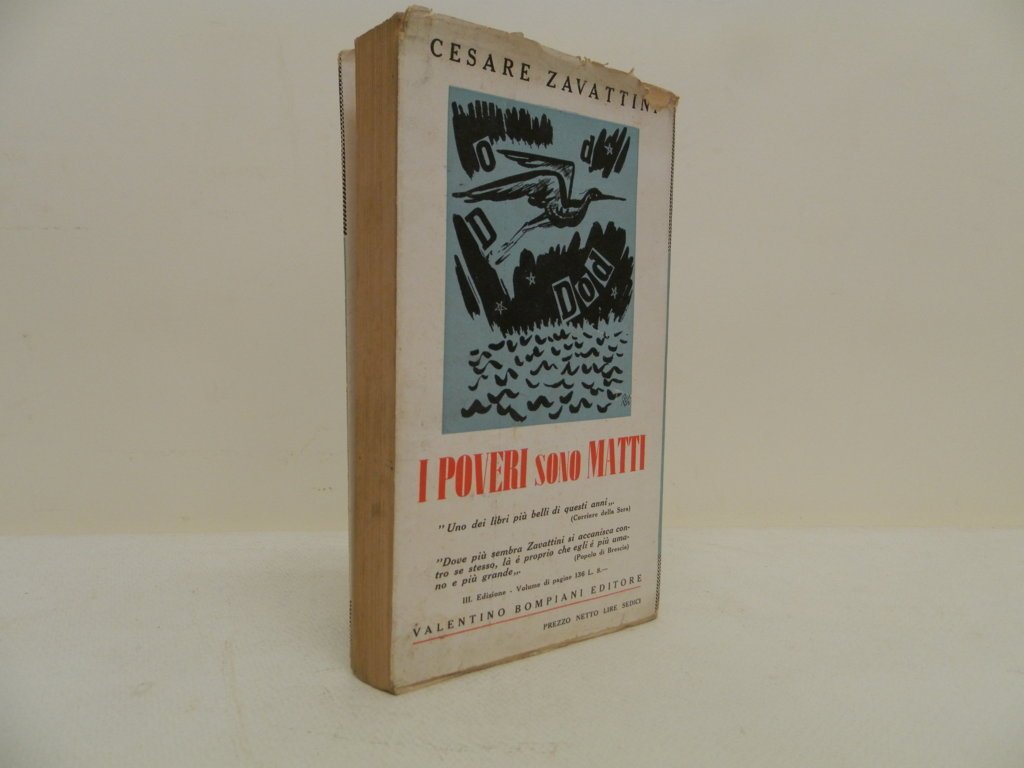 CESARE ZAVATTINI
O
d
D
Dod
I POVERI SONO MATTI
"Uno dei libri più belli di questi anni„.
(Corriere della Sera)
"Dove più sembra Zavattini si accanisca con-
tro se stesso, là é proprio che egli é più uma-
no e più grande„.
(Popolo di Brescia)
III. Edizione - Volume di pagine 136 L. 8.—
VALENTINO BOMPIANI EDITORE
PREZZO NETTO LIRE SEDICI